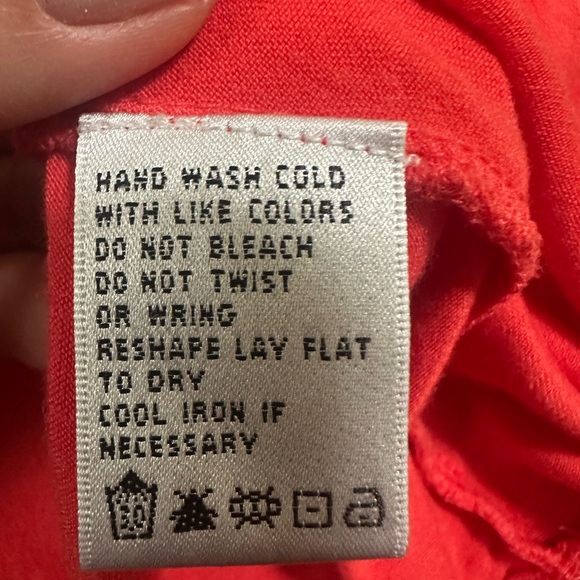 HAND WASH COLD
WITH LIKE COLORS
DO NOT BLEACH
DO NOT TWIST
OR WRING
RESHAPE LAY FLAT
TO DRY
COOL IRON IF
NECESSARY
30